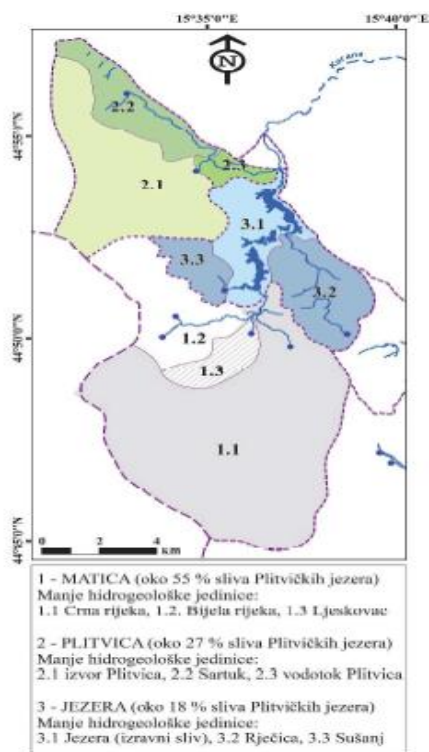 15°35'0"E
15°40'0"E
N
Korana
44°55'0"N
2.2
2.3
2.1
3.1
3.3
3.2
44°50'0"N
1.2
1.3
1.1
44°45'0"N
0 2 4
km
1 - MATICA (oko 55 % sliva Plitvičkih jezera)
Manje hidrogeološke jedinice:
1.1 Crna rijeka, 1.2. Bijela rijeka, 1.3 Ljeskovac
2 - PLITVICA (oko 27 % sliva Plitvičkih jezera)
Manje hidrogeološke jedinice:
2.1 izvor Plitvica, 2.2 Sartuk, 2.3 vodotok Plitvica
3 - JEZERA (oko 18 % sliva Plitvičkih jezera)
Manje hidrogeološke jedinice:
3.1 Jezera (izravni sliv), 3.2 Rječica, 3.3 Sušanj